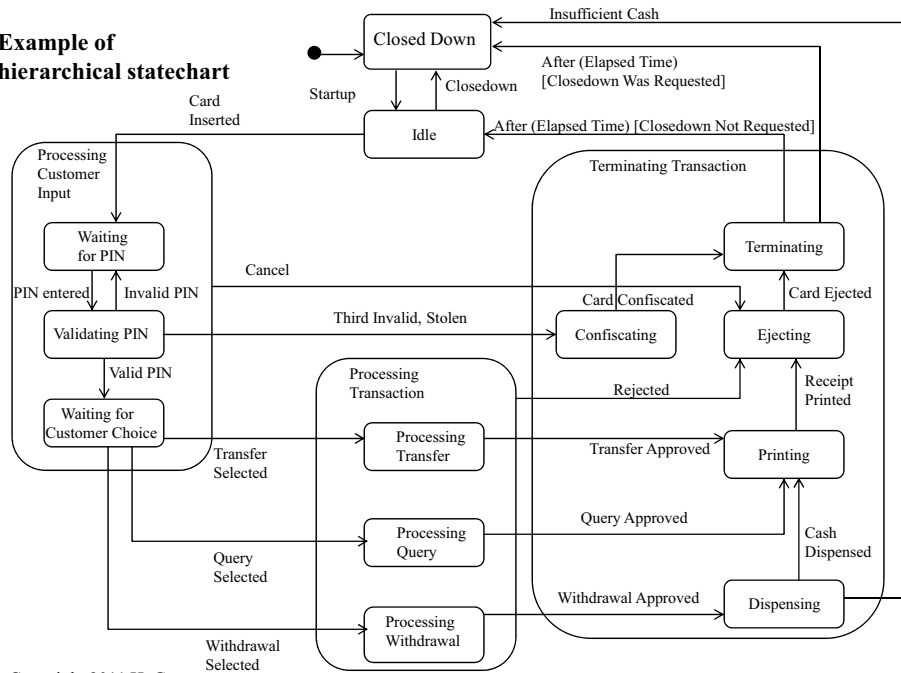 Example of
hierarchical statechart
Insufficient Cash
Closed Down
After (Elapsed Time)
[Closedown Was Requested]
Startup
Closedown
Card
Inserted
Idle
After (Elapsed Time) [Closedown Not Requested]
Processing
Customer
Input
Terminating Transaction
Waiting
for PIN
Terminating
Cancel
PIN entered
Invalid PIN
Card Confiscated
Card Ejected
Third Invalid, Stolen
Validating PIN
Confiscating
Ejecting
Valid PIN
Processing
Transaction
Rejected
Receipt
Printed
Waiting for
Customer Choice
Processing
Transfer
Transfer
Selected
Transfer Approved
Printing
Query Approved
Processing
Query
Cash
Dispensed
Query
Selected
Withdrawal Approved
Dispensing
Processing
Withdrawal
Withdrawal
Selected